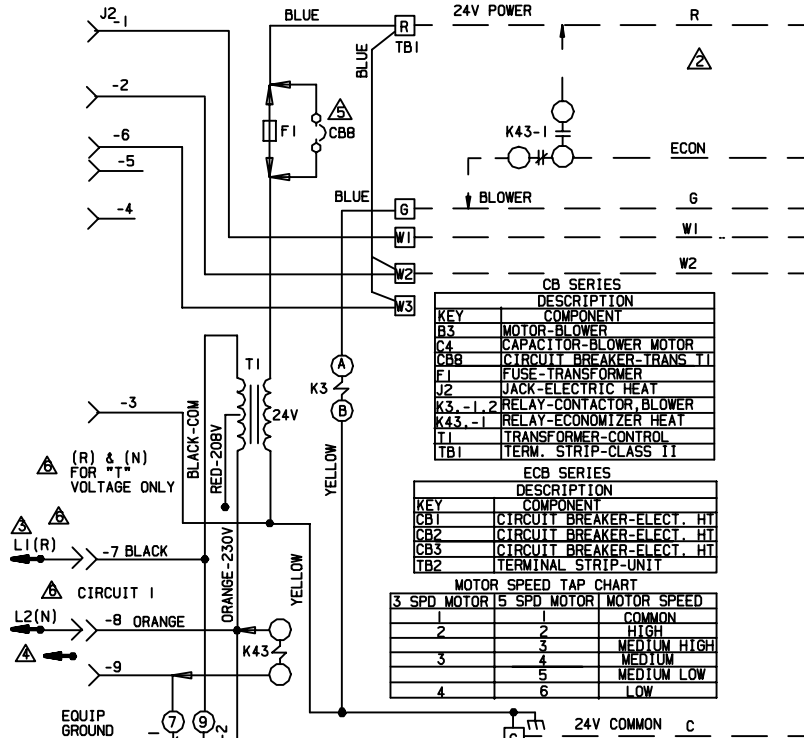 J2 -1
BLUE
R
TB1
24V POWER
R
2
BLUE
-2
5
F1
CB8
K43-1
-6
-5
ECON
BLUE
BLOWER
G
G
-4
W1
W1
W2
W2
W3
CB SERIES
DESCRIPTION
KEY COMPONENT
B3 MOTOR-BLOWER
C4 CAPACITOR-BLOWER MOTOR
CB8 CIRCUIT BREAKER-TRANS T1
F1 FUSE-TRANSFORMER
J2 JACK-ELECTRIC HEAT
K3,-1,2 RELAY-CONTACTOR,BLOWER
K43,-1 RELAY-ECONOMIZER HEAT
T1 TRANSFORMER-CONTROL
TB1 TERM. STRIP-CLASS II
T1
A
K3
B
-3
24V
BLACK-COM
RED-208V
YELLOW
6 (R) & (N)
FOR "T"
VOLTAGE ONLY
ECB SERIES
DESCRIPTION
KEY COMPONENT
CB1 CIRCUIT BREAKER-ELECT. HT
CB2 CIRCUIT BREAKER-ELECT. HT
CB3 CIRCUIT BREAKER-ELECT. HT
TB2 TERMINAL STRIP-UNIT
3 6
L1(R)
-7 BLACK
ORANGE-230V
YELLOW
6 CIRCUIT 1
L2(N)
-8 ORANGE
4
K43
-9
MOTOR SPEED TAP CHART
3 SPD MOTOR 5 SPD MOTOR MOTOR SPEED
1 1 COMMON
2 2 HIGH
3 MEDIUM HIGH
3 4 MEDIUM
5 MEDIUM LOW
4 6 LOW
EQUIP
GROUND
7
9
24V COMMON C